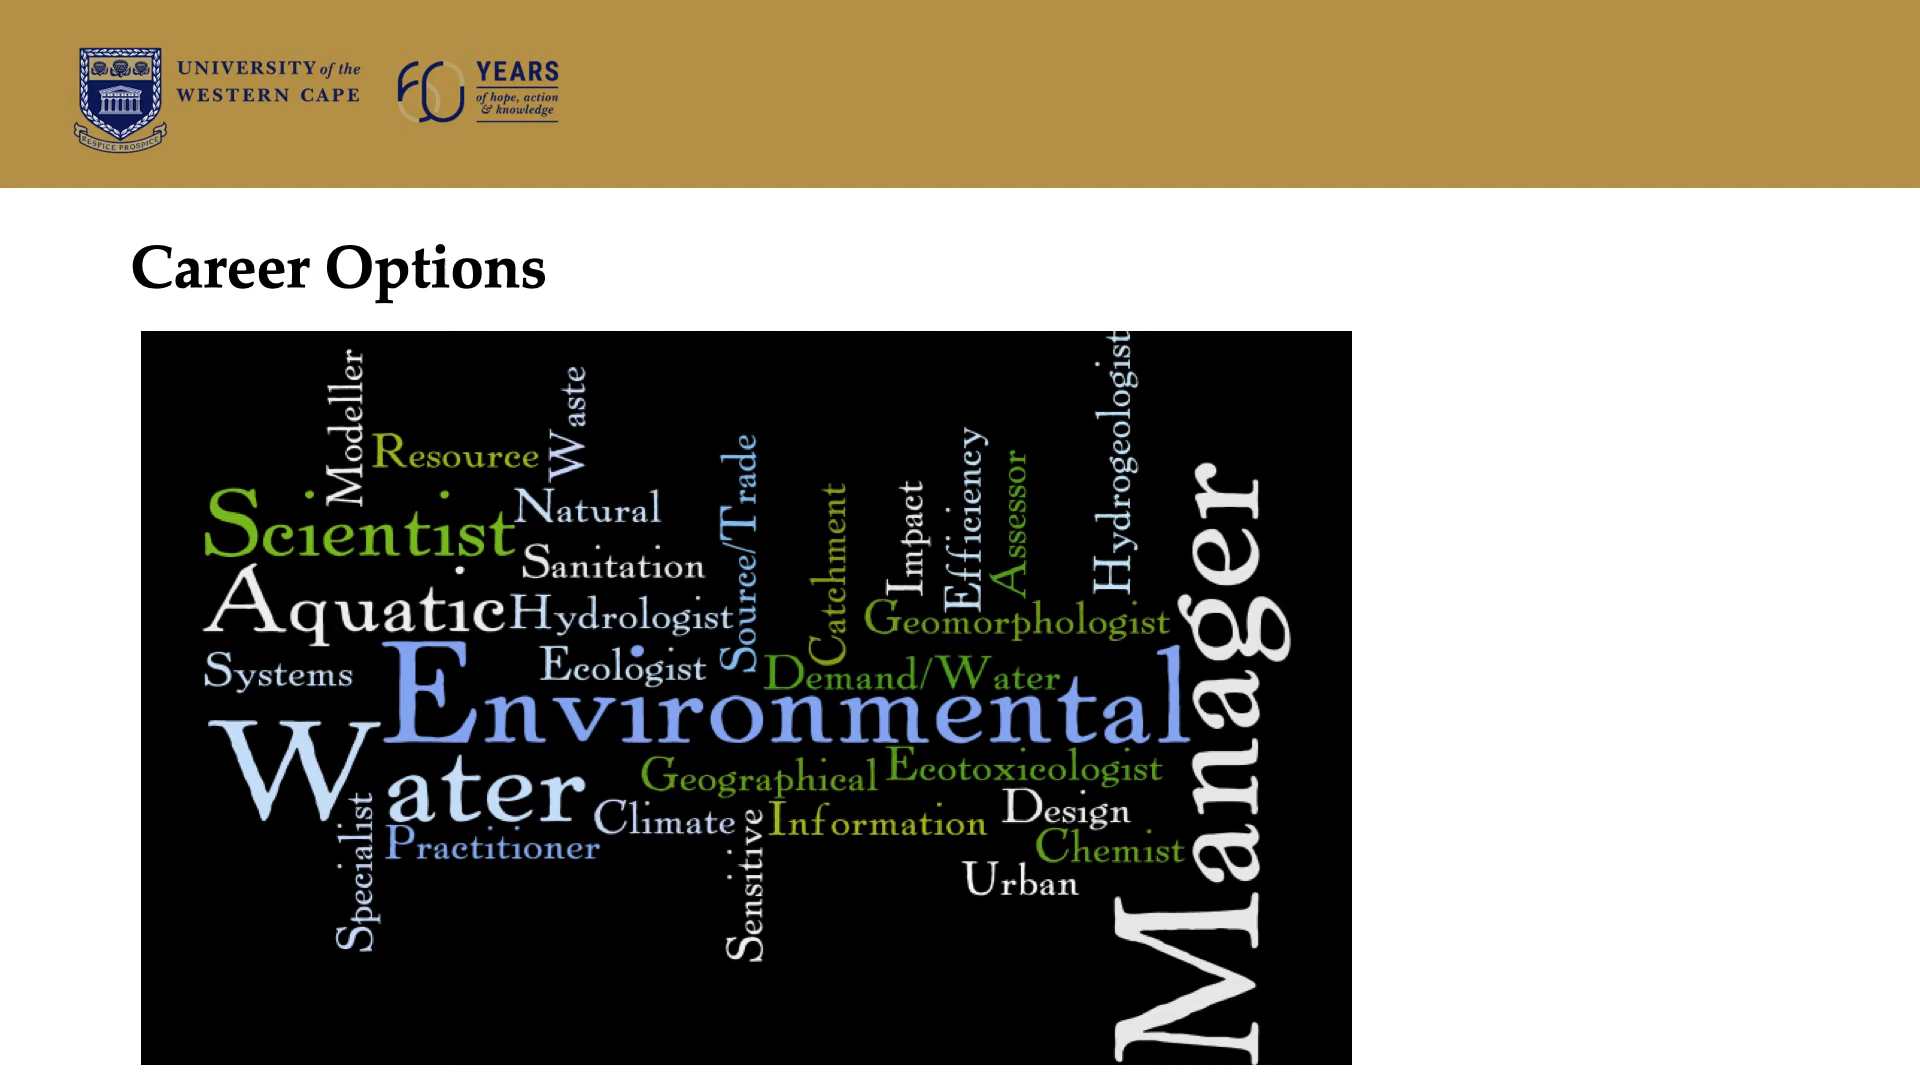 UNIVERSITY of the
WESTERN CAPE
RESPICE PROSPICE
60 YEARS
of hope, action
& knowledge
Career Options
Modeller
Resource
Waste
Scientist
Natural
Sanitation
Aquatic
Hydrologist
Systems
Ecologist
Source/Trade
Catchment
Impact
Efficiency
Assessor
Hydrogeologist
Geomorphologist
Demand/Water
Environmental
Manager
Water
Geographical
Ecotoxicologist
Climate
Information
Design
Practitioner
Chemist
Specialist
Sensitive
Urban